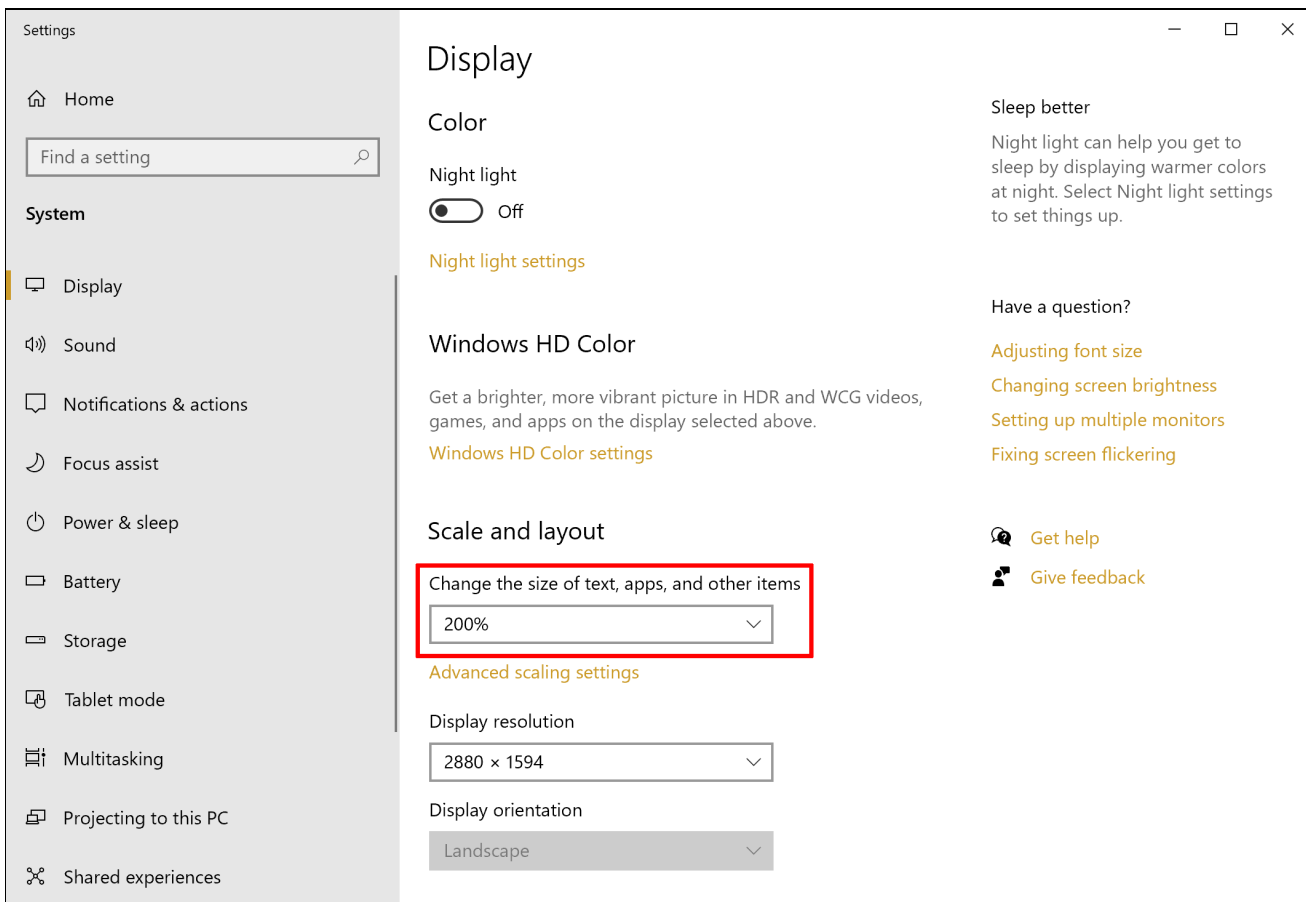 Settings
Home
Find a setting
System
Display
Sound
Notifications & actions
Focus assist
Power & sleep
Battery
Storage
Tablet mode
Multitasking
Projecting to this PC
Shared experiences
Display
Color
Night light
Off
Night light settings
Windows HD Color
Get a brighter, more vibrant picture in HDR and WCG videos,
games, and apps on the display selected above.
Windows HD Color settings
Scale and layout
Change the size of text, apps, and other items
200%
Advanced scaling settings
Display resolution
2880 × 1594
Display orientation
Landscape
Sleep better
Night light can help you get to
sleep by displaying warmer colors
at night. Select Night light settings
to set things up.
Have a question?
Adjusting font size
Changing screen brightness
Setting up multiple monitors
Fixing screen flickering
Get help
Give feedback